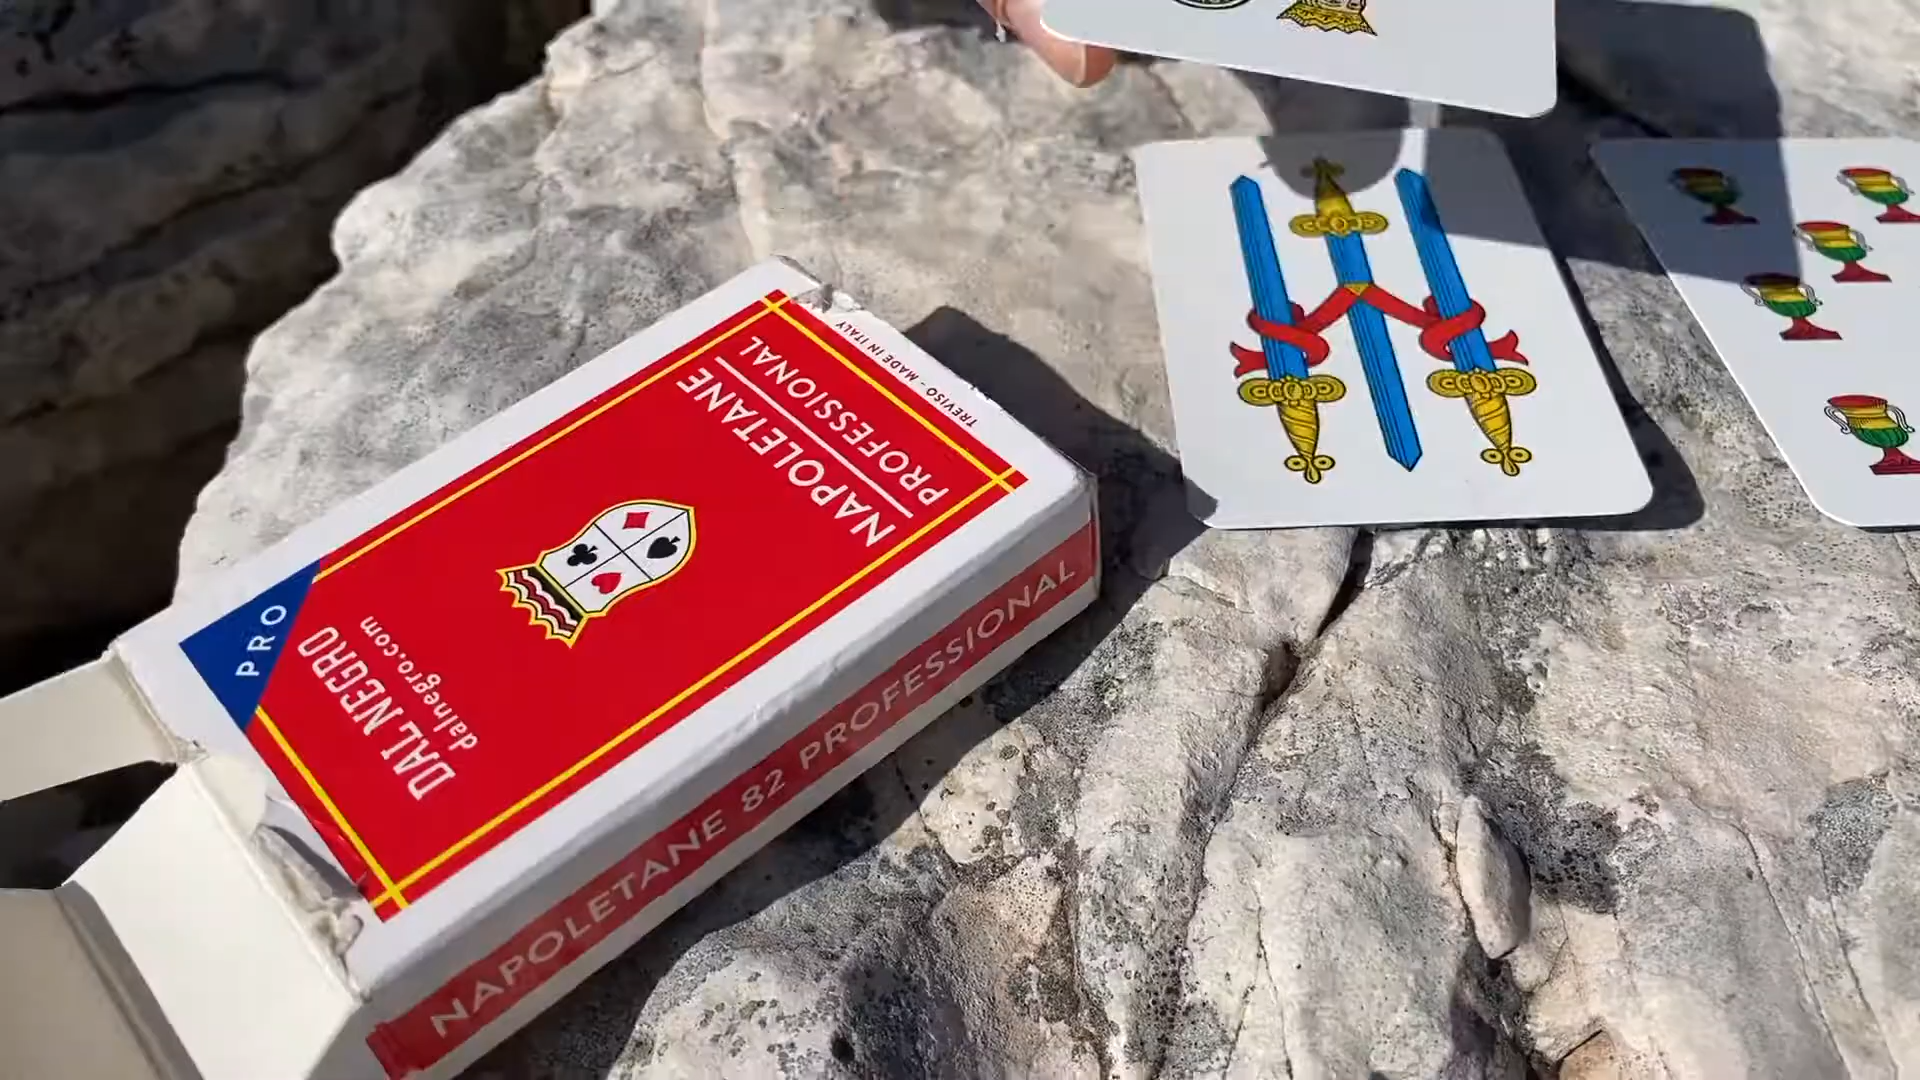 TREVISO - MADE IN ITALY
NAPOLETANE
PROFESSIONAL
PRO
DAL NEGRO
dalnegro.com
NAPOLETANE 82 PROFESSIONAL